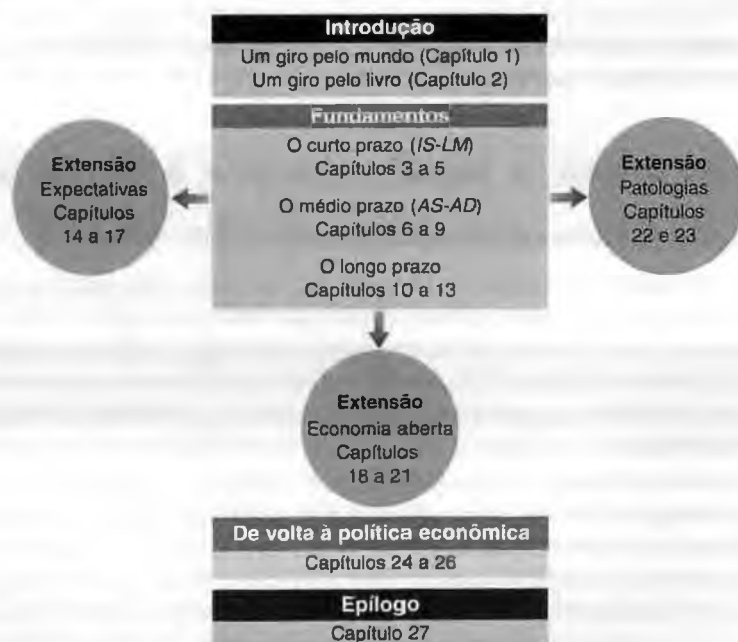 Introdução
Um giro pelo mundo (Capítulo 1)
Um giro pelo livro (Capítulo 2)
Fundamentos
O curto prazo (IS-LM)
Capítulos 3 a 5
O médio prazo (AS-AD)
Capítulos 6 a 9
O longo prazo
Capítulos 10 a 13
Extensão
Expectativas
Capítulos
14 a 17
Extensão
Patologias
Capítulos
22 e 23
Extensão
Economia aberta
Capítulos
18 a 21
De volta à política econômica
Capítulos 24 a 26
Epílogo
Capítulo 27